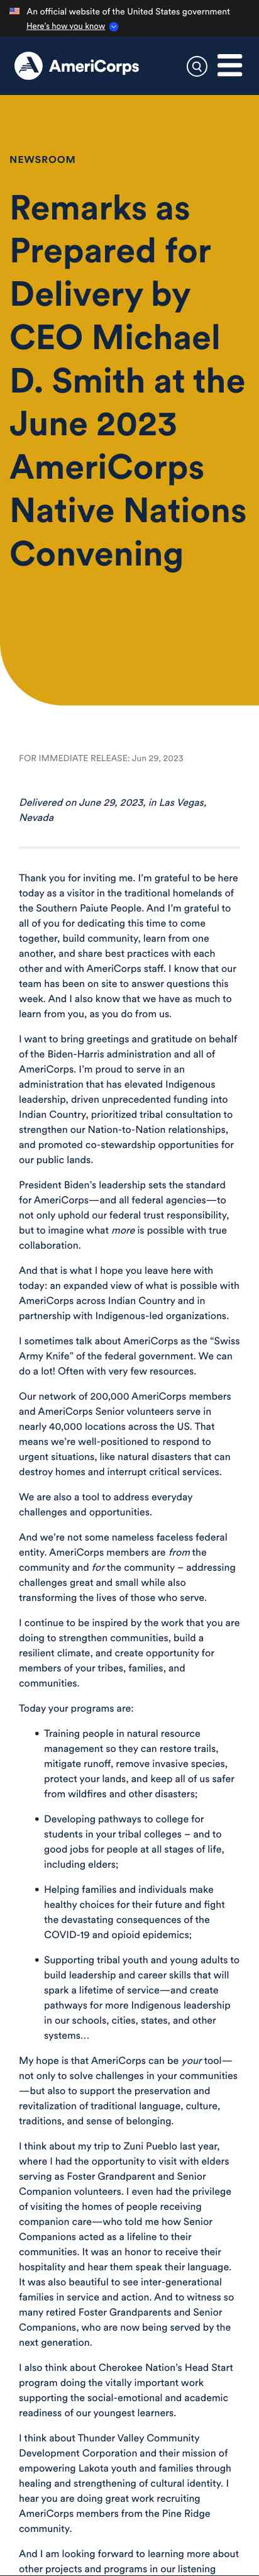 An official website of the United States government
Here's how you know
AmeriCorps
NEWSROOM
Remarks as
Prepared for
Delivery by
CEO Michael
D. Smith at the
June 2023
AmeriCorps
Native Nations
Convening
FOR IMMEDIATE RELEASE: Jun 29, 2023
Delivered on June 29, 2023, in Las Vegas,
Nevada
Thank you for inviting me. I'm grateful to be here
today as a visitor in the traditional homelands of
the Southern Paiute People. And I'm grateful to
all of you for dedicating this time to come
together, build community, learn from one
another, and share best practices with each
other and with AmeriCorps staff. I know that our
team has been on site to answer questions this
week. And I also know that we have as much to
learn from you, as you do from us.
I want to bring greetings and gratitude on behalf
of the Biden-Harris administration and all of
AmeriCorps. I'm proud to serve in an
administration that has elevated Indigenous
leadership, driven unprecedented funding into
Indian Country, prioritized tribal consultation to
strengthen our Nation-to-Nation relationships,
and promoted co-stewardship opportunities for
our public lands.
President Biden's leadership sets the standard
for AmeriCorps—and all federal agencies—to
not only uphold our federal trust responsibility,
but to imagine what more is possible with true
collaboration.
And that is what I hope you leave here with
today: an expanded view of what is possible with
AmeriCorps across Indian Country and in
partnership with Indigenous-led organizations.
I sometimes talk about AmeriCorps as the "Swiss
Army Knife" of the federal government. We can
do a lot! Often with very few resources.
Our network of 200,000 AmeriCorps members
and AmeriCorps Senior volunteers serve in
nearly 40,000 locations across the US. That
means we're well-positioned to respond to
urgent situations, like natural disasters that can
destroy homes and interrupt critical services.
We are also a tool to address everyday
challenges and opportunities.
And we're not some nameless faceless federal
entity. AmeriCorps members are from the
community and for the community – addressing
challenges great and small while also
transforming the lives of those who serve.
I continue to be inspired by the work that you are
doing to strengthen communities, build a
resilient climate, and create opportunity for
members of your tribes, families, and
communities.
Today your programs are:
• Training people in natural resource
management so they can restore trails,
mitigate runoff, remove invasive species,
protect your lands, and keep all of us safer
from wildfires and other disasters;
• Developing pathways to college for
students in your tribal colleges – and to
good jobs for people at all stages of life,
including elders;
• Helping families and individuals make
healthy choices for their future and fight
the devastating consequences of the
COVID-19 and opioid epidemics;
• Supporting tribal youth and young adults to
build leadership and career skills that will
spark a lifetime of service—and create
pathways for more Indigenous leadership
in our schools, cities, states, and other
systems…
My hope is that AmeriCorps can be your tool—
not only to solve challenges in your communities
—but also to support the preservation and
revitalization of traditional language, culture,
traditions, and sense of belonging.
I think about my trip to Zuni Pueblo last year,
where I had the opportunity to visit with elders
serving as Foster Grandparent and Senior
Companion volunteers. I even had the privilege
of visiting the homes of people receiving
companion care—who told me how Senior
Companions acted as a lifeline to their
communities. It was an honor to receive their
hospitality and hear them speak their language.
It was also beautiful to see inter-generational
families in service and action. And to witness so
many retired Foster Grandparents and Senior
Companions, who are now being served by the
next generation.
I also think about Cherokee Nation's Head Start
program doing the vitally important work
supporting the social-emotional and academic
readiness of our youngest learners.
I think about Thunder Valley Community
Development Corporation and their mission of
empowering Lakota youth and families through
healing and strengthening of cultural identity. I
hear you are doing great work recruiting
AmeriCorps members from the Pine Ridge
community.
And I am looking forward to learning more about
other projects and programs in our listening